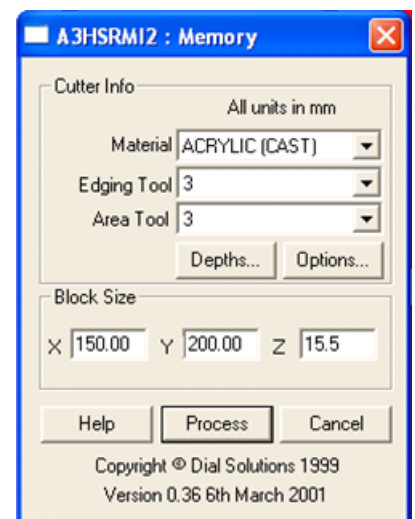 A3HSRMI2 : Memory
Cutter Info
All units in mm
Material ACRYLIC (CAST)
Edging Tool 3
Area Tool 3
Depths... Options...
Block Size
X 150.00 Y 200.00 Z 15.5
Help Process Cancel
Copyright © Dial Solutions 1999
Version 0.36 6th March 2001